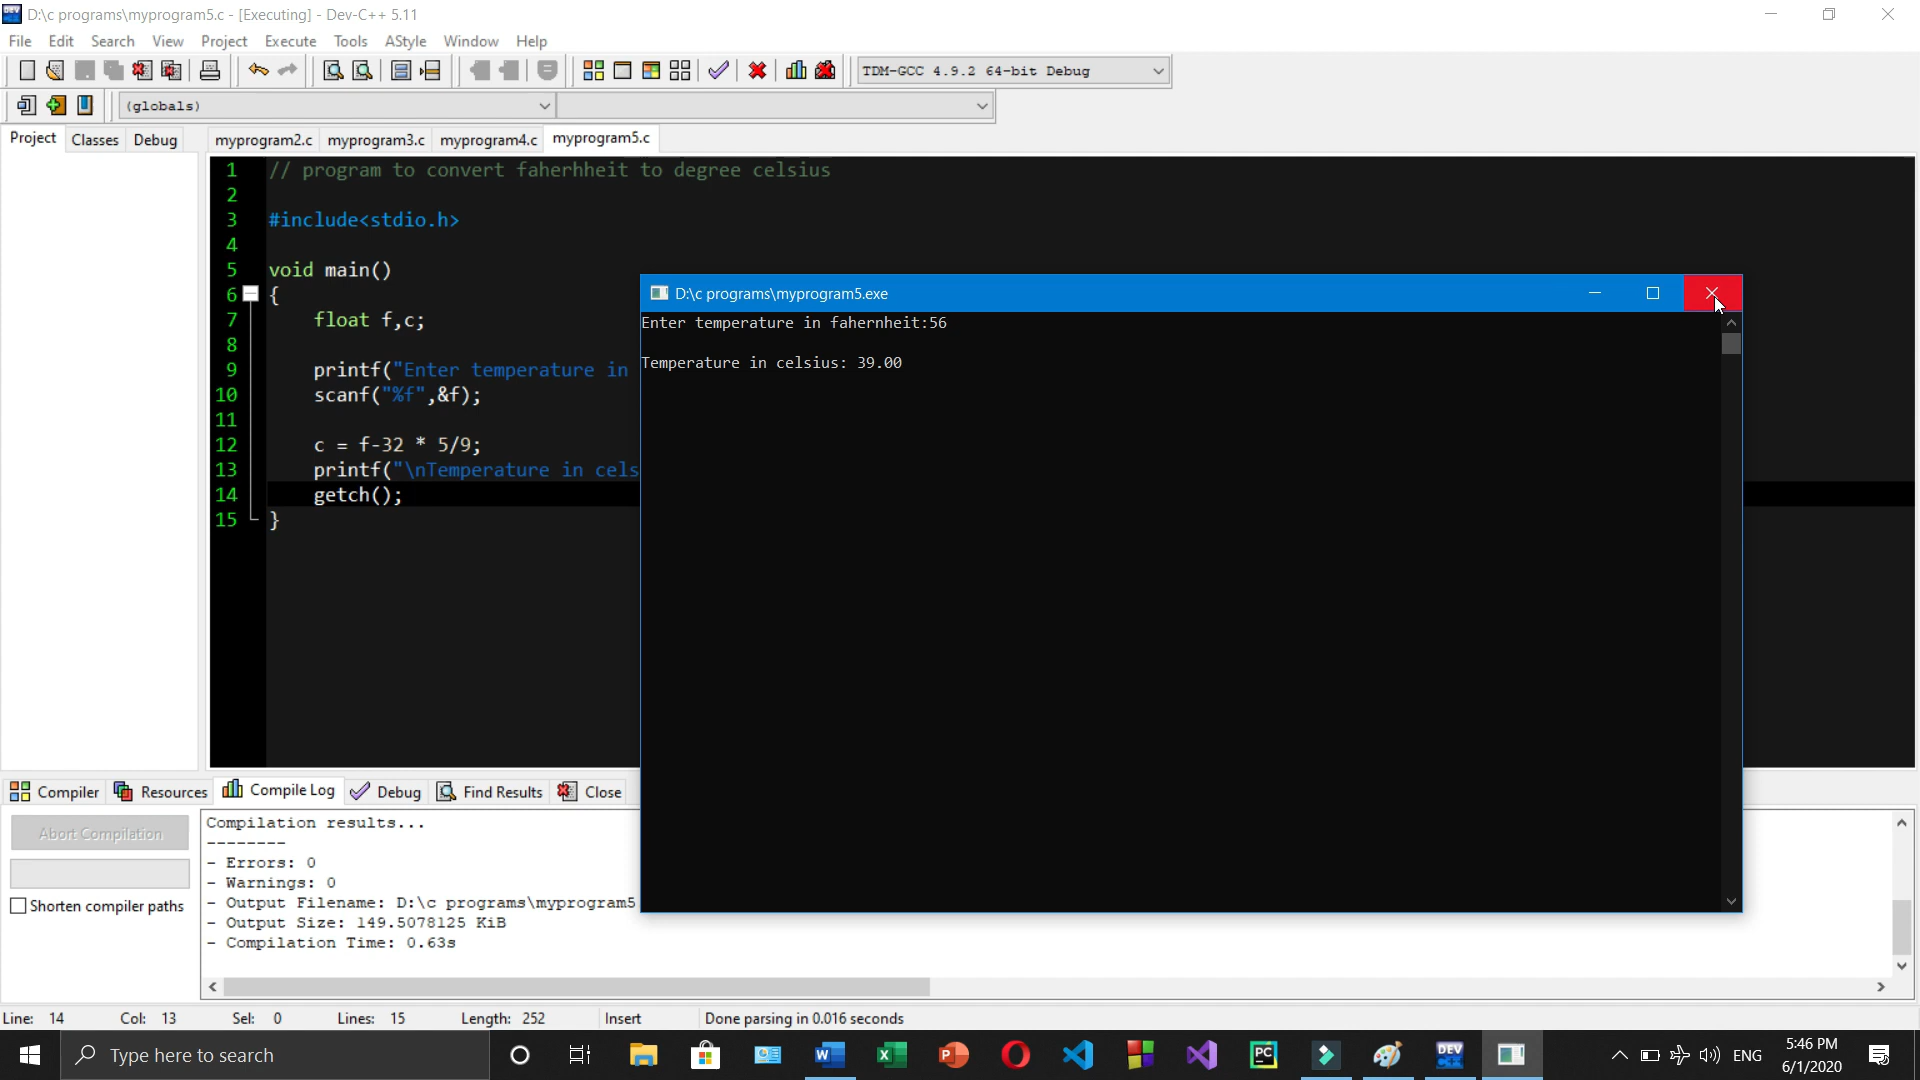 D:\c programs\myprogram5.c - [Executing] - Dev-C++ 5.11
File Edit Search View Project Execute Tools AStyle Window Help
TDM-GCC 4.9.2 64-bit Debug
(globals)
Project Classes Debug
myprogram2.c myprogram3.c myprogram4.c myprogram5.c
1 // program to convert faherhheit to degree celsius
2
3 #include<stdio.h>
4
5 void main()
6 {
7 float f,c;
8
9 printf("Enter temperature in
10 scanf("%f",&f);
11
12 c = f-32 * 5/9;
13 printf("\nTemperature in cels
14 getch();
15 }
D:\c programs\myprogram5.exe
Enter temperature in fahernheit:56
Temperature in celsius: 39.00
Compiler Resources Compile Log Debug Find Results Close
Abort Compilation
Shorten compiler paths
Compilation results...
--------
- Errors: 0
- Warnings: 0
- Output Filename: D:\c programs\myprogram5
- Output Size: 149.5078125 KiB
- Compilation Time: 0.63s
Line: 14 Col: 13 Sel: 0 Lines: 15 Length: 252 Insert Done parsing in 0.016 seconds
Type here to search
PC
DEV
ENG
5:46 PM
6/1/2020